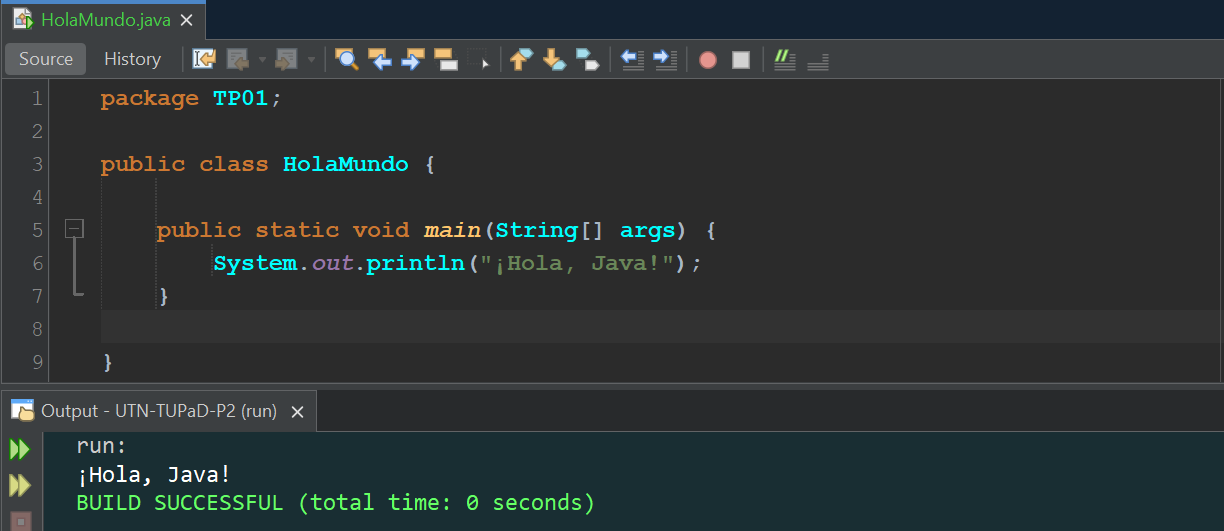 HolaMundo.java
Source History
1 package TP01;
2
3 public class HolaMundo {
4
5 public static void main(String[] args) {
6 System.out.println("¡Hola, Java!");
7 }
8
9 }
Output - UTN-TUPaD-P2 (run)
run:
¡Hola, Java!
BUILD SUCCESSFUL (total time: 0 seconds)